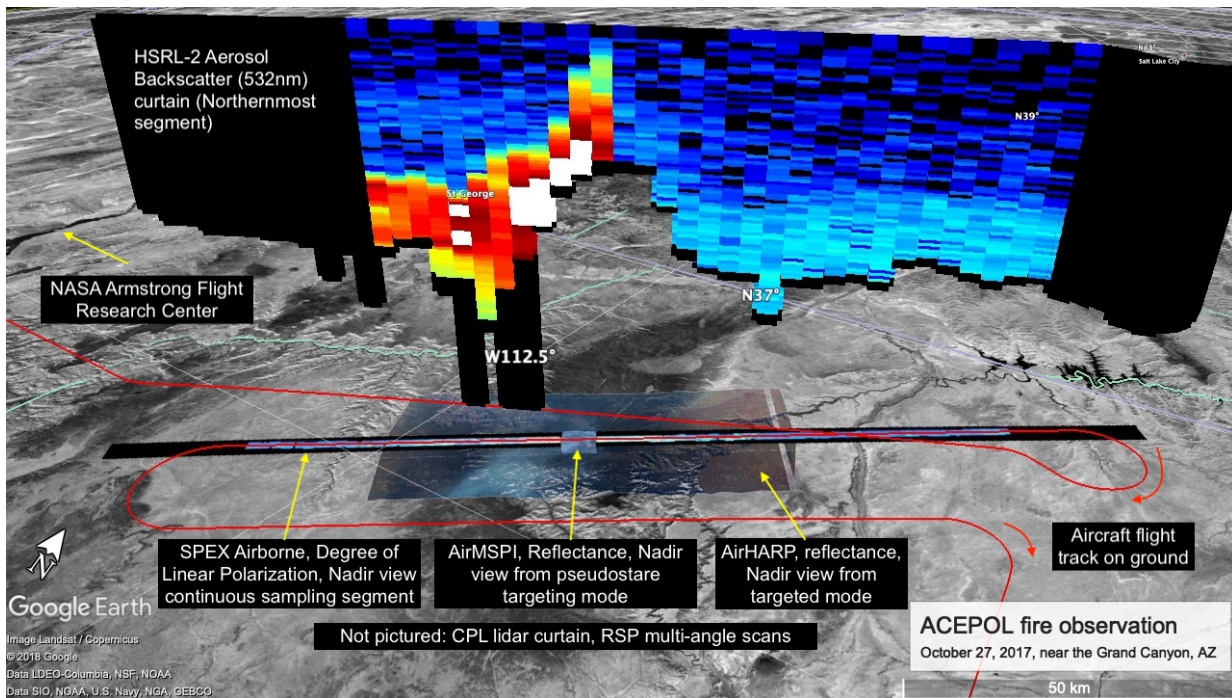 HSRL-2 Aerosol
Backscatter (532nm)
curtain (Northernmost
segment)
N41°
Salt Lake City
N39°
St George
NASA Armstrong Flight
Research Center
N37°
W112.5°
SPEX Airborne, Degree of
Linear Polarization, Nadir view
continuous sampling segment
AirMSPI, Reflectance, Nadir
view from pseudostare
targeting mode
AirHARP, reflectance,
Nadir view from
targeted mode
Aircraft flight
track on ground
N
Not pictured: CPL lidar curtain, RSP multi-angle scans
Google Earth
Image Landsat / Copernicus
© 2018 Google
Data LDEO-Columbia, NSF, NOAA
Data SIO, NOAA, U.S. Navy, NGA, GEBCO
ACEPOL fire observation
October 27, 2017, near the Grand Canyon, AZ
50 km